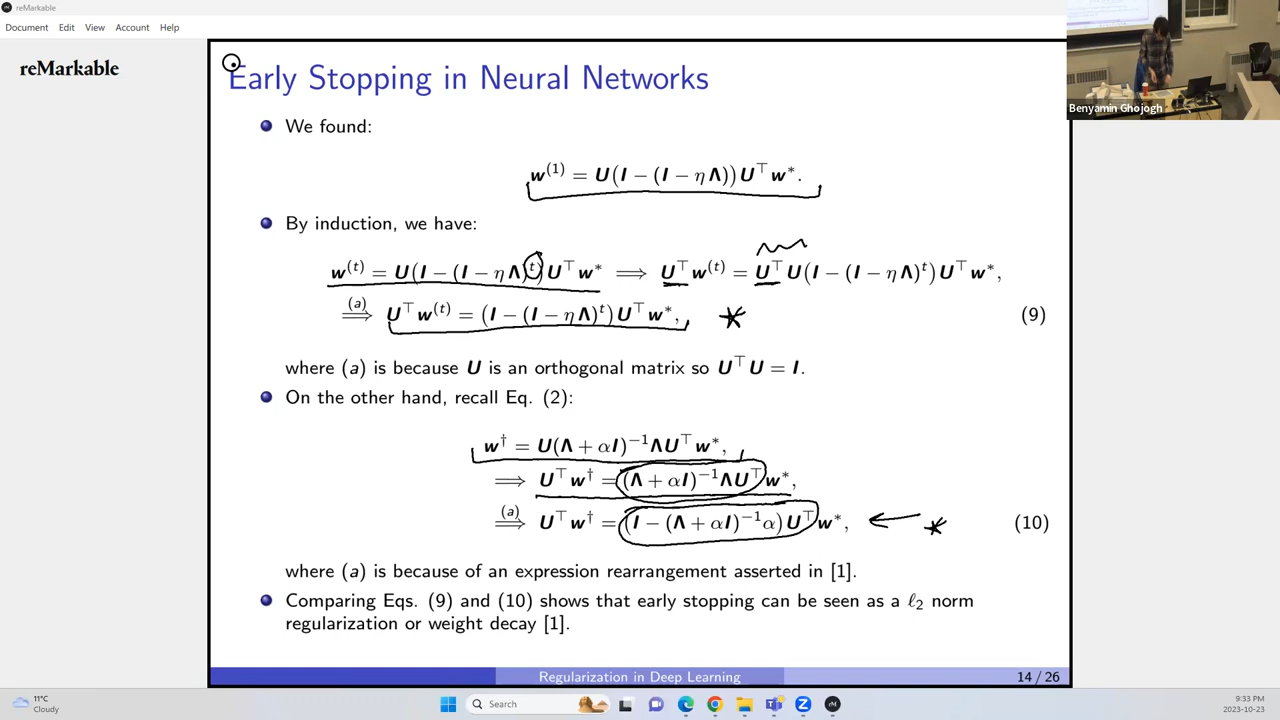 reMarkable
Document Edit View Account Help
reMarkable
Early Stopping in Neural Networks
We found:
w^(1) = U(I − (I − ηΛ))U^⊤w*.
By induction, we have:
w^(t) = U(I − (I − ηΛ)^t)U^⊤w* ⟹ U^⊤w^(t) = U^⊤U(I − (I − ηΛ)^t)U^⊤w*,
(a)⟹ U^⊤w^(t) = (I − (I − ηΛ)^t)U^⊤w*, (9)
where (a) is because U is an orthogonal matrix so U^⊤U = I.
On the other hand, recall Eq. (2):
w^† = U(Λ + αI)^−1ΛU^⊤w*,
⟹ U^⊤w^† = (Λ + αI)^−1ΛU^⊤w*,
(a)⟹ U^⊤w^† = (I − (Λ + αI)^−1α)U^⊤w*, (10)
where (a) is because of an expression rearrangement asserted in [1].
Comparing Eqs. (9) and (10) shows that early stopping can be seen as a ℓ2 norm
regularization or weight decay [1].
Regularization in Deep Learning 14 / 26
Benyamin Ghojogh
11°C
Cloudy
Search
9:33 PM
2023-10-23